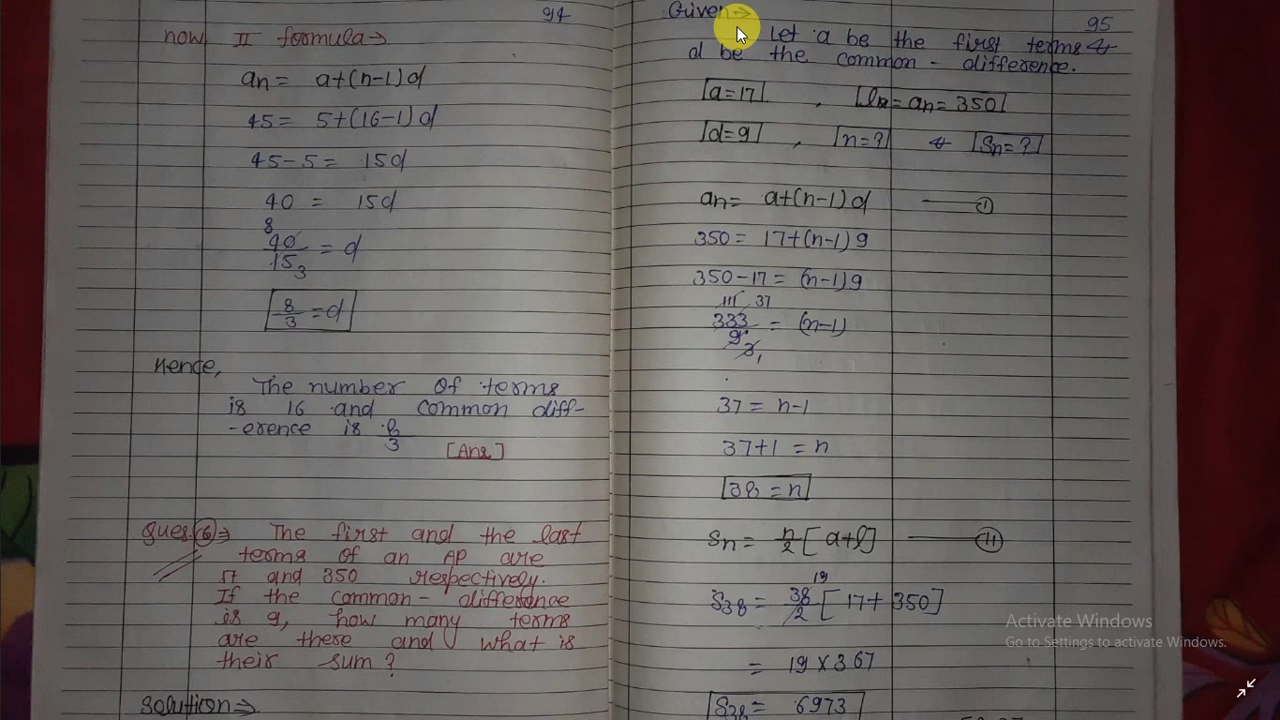 94
now II formula→
an = a+(n-1)d
45 = 5+(16-1)d
45-5 = 15d
40 = 15d
8
40/15 = d
3
8/3 = d
Hence,
The number of terms
is 16 and common diff-
-erence is 8/3
[Ans]
Ques.(6)⇒ The first and the last
terms of an AP are
17 and 350 respectively.
If the common-difference
is 9, how many terms
are these and what is
their sum?
Solution→
95
Given→
Let a be the first terms &
d be the common-difference.
a=17, ln=an=350
d=9, n=? & Sn=?
an = a+(n-1)d —(I)
350 = 17+(n-1)9
350-17 = (n-1)9
111 37
333/9 = (n-1)
3 1
37 = n-1
37+1 = n
38 = n
Sn = n/2 [a+l] —(II)
19
S38 = 38/2 [17+350]
= 19×367
S38 = 6973
Activate Windows
Go to Settings to activate Windows.